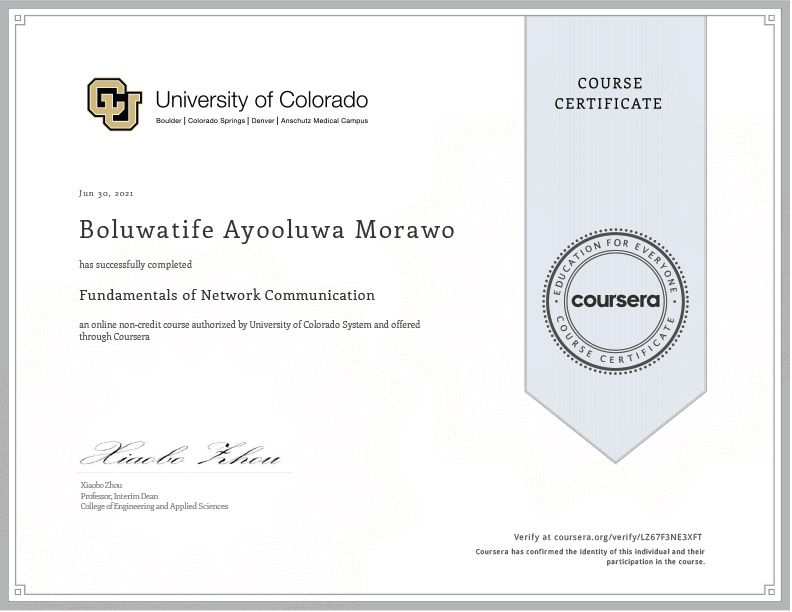 University of Colorado
Boulder | Colorado Springs | Denver | Anschutz Medical Campus
COURSE
CERTIFICATE
Jun 30, 2021
Boluwatife Ayooluwa Morawo
has successfully completed
Fundamentals of Network Communication
an online non-credit course authorized by University of Colorado System and offered
through Coursera
EDUCATION FOR EVERYONE
coursera
COURSE CERTIFICATE
Xiaobo Zhou
Xiaobo Zhou
Professor, Interim Dean
College of Engineering and Applied Sciences
Verify at coursera.org/verify/LZ67F3NE3XFT
Coursera has confirmed the identity of this individual and their
participation in the course.